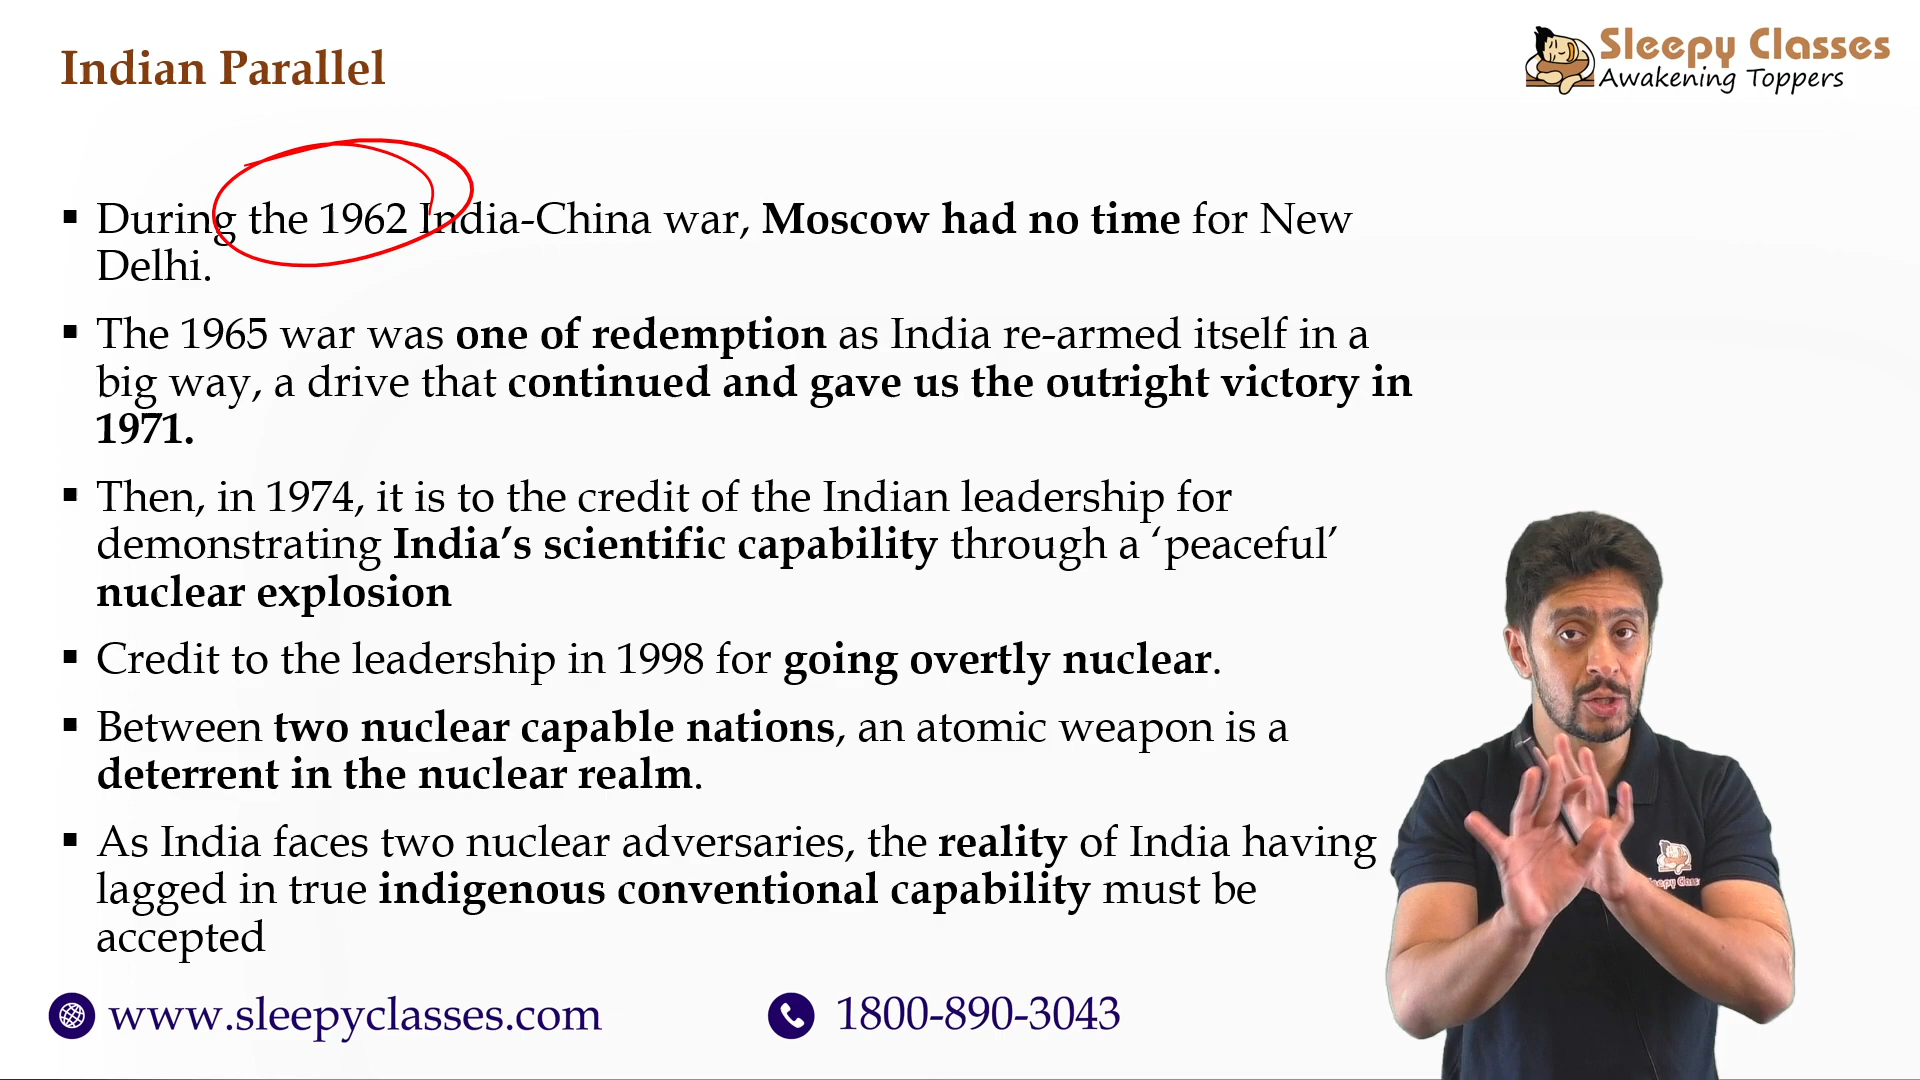 Indian Parallel
Sleepy Classes
Awakening Toppers
▪ During the 1962 India-China war, Moscow had no time for New
Delhi.
▪ The 1965 war was one of redemption as India re-armed itself in a
big way, a drive that continued and gave us the outright victory in
1971.
▪ Then, in 1974, it is to the credit of the Indian leadership for
demonstrating India’s scientific capability through a ‘peaceful’
nuclear explosion
▪ Credit to the leadership in 1998 for going overtly nuclear.
▪ Between two nuclear capable nations, an atomic weapon is a
deterrent in the nuclear realm.
▪ As India faces two nuclear adversaries, the reality of India having
lagged in true indigenous conventional capability must be
accepted
www.sleepyclasses.com
1800-890-3043